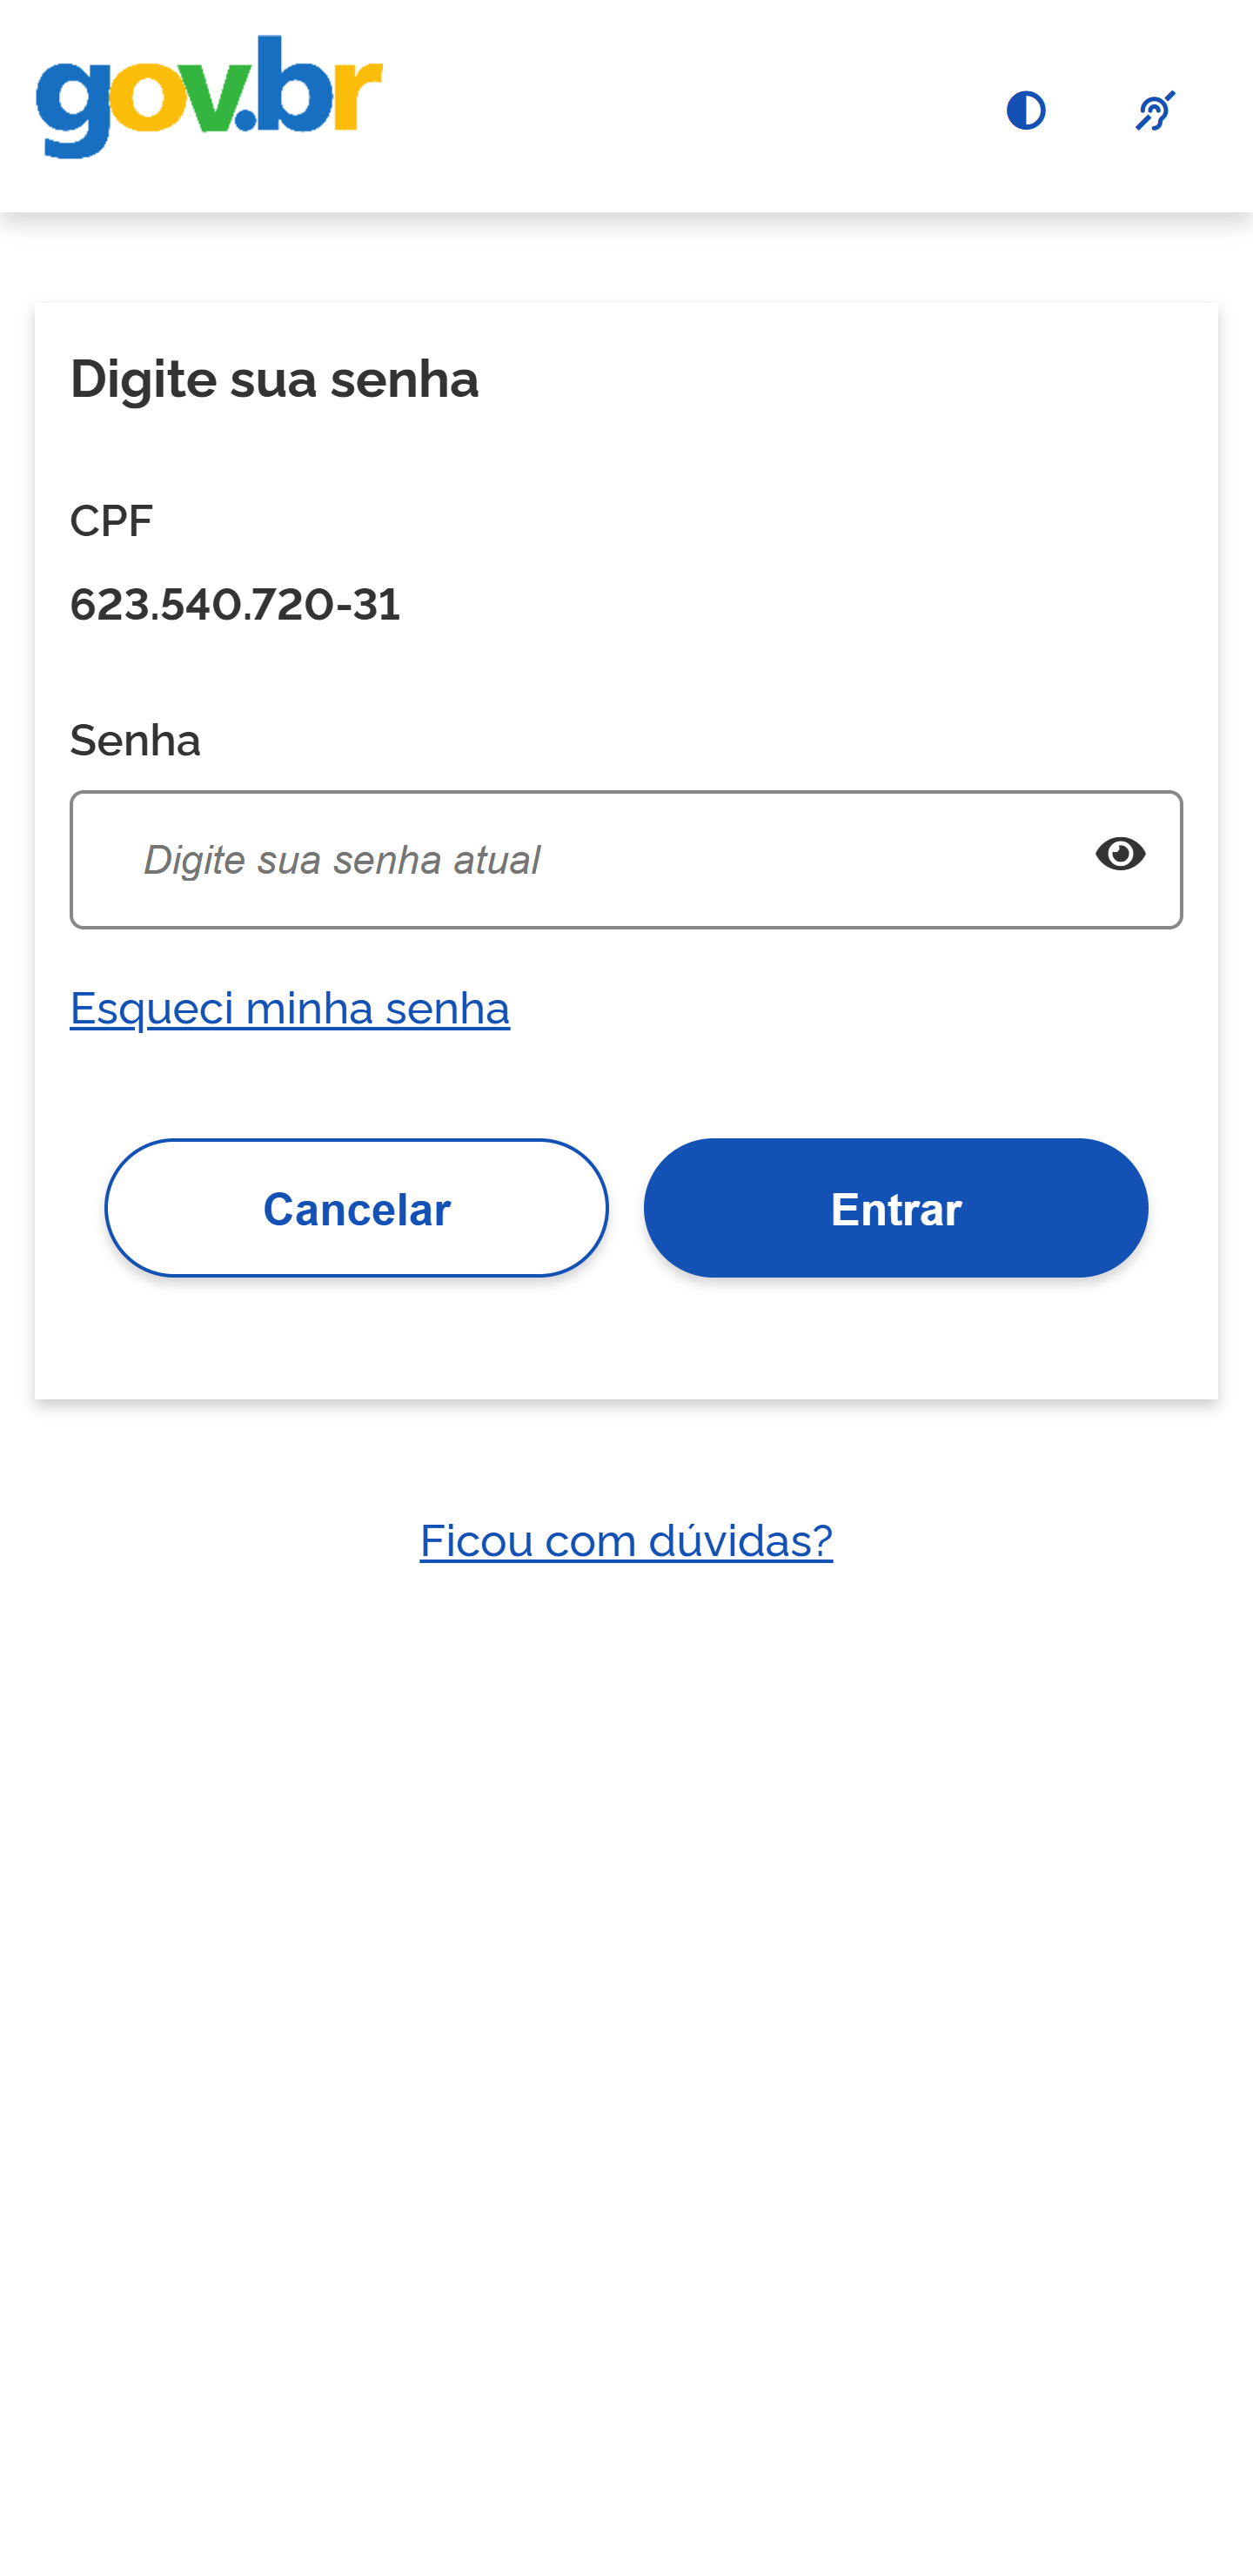 gov.br
Digite sua senha
CPF
623.540.720-31
Senha
Digite sua senha atual
Esqueci minha senha
Cancelar
Entrar
Ficou com dúvidas?